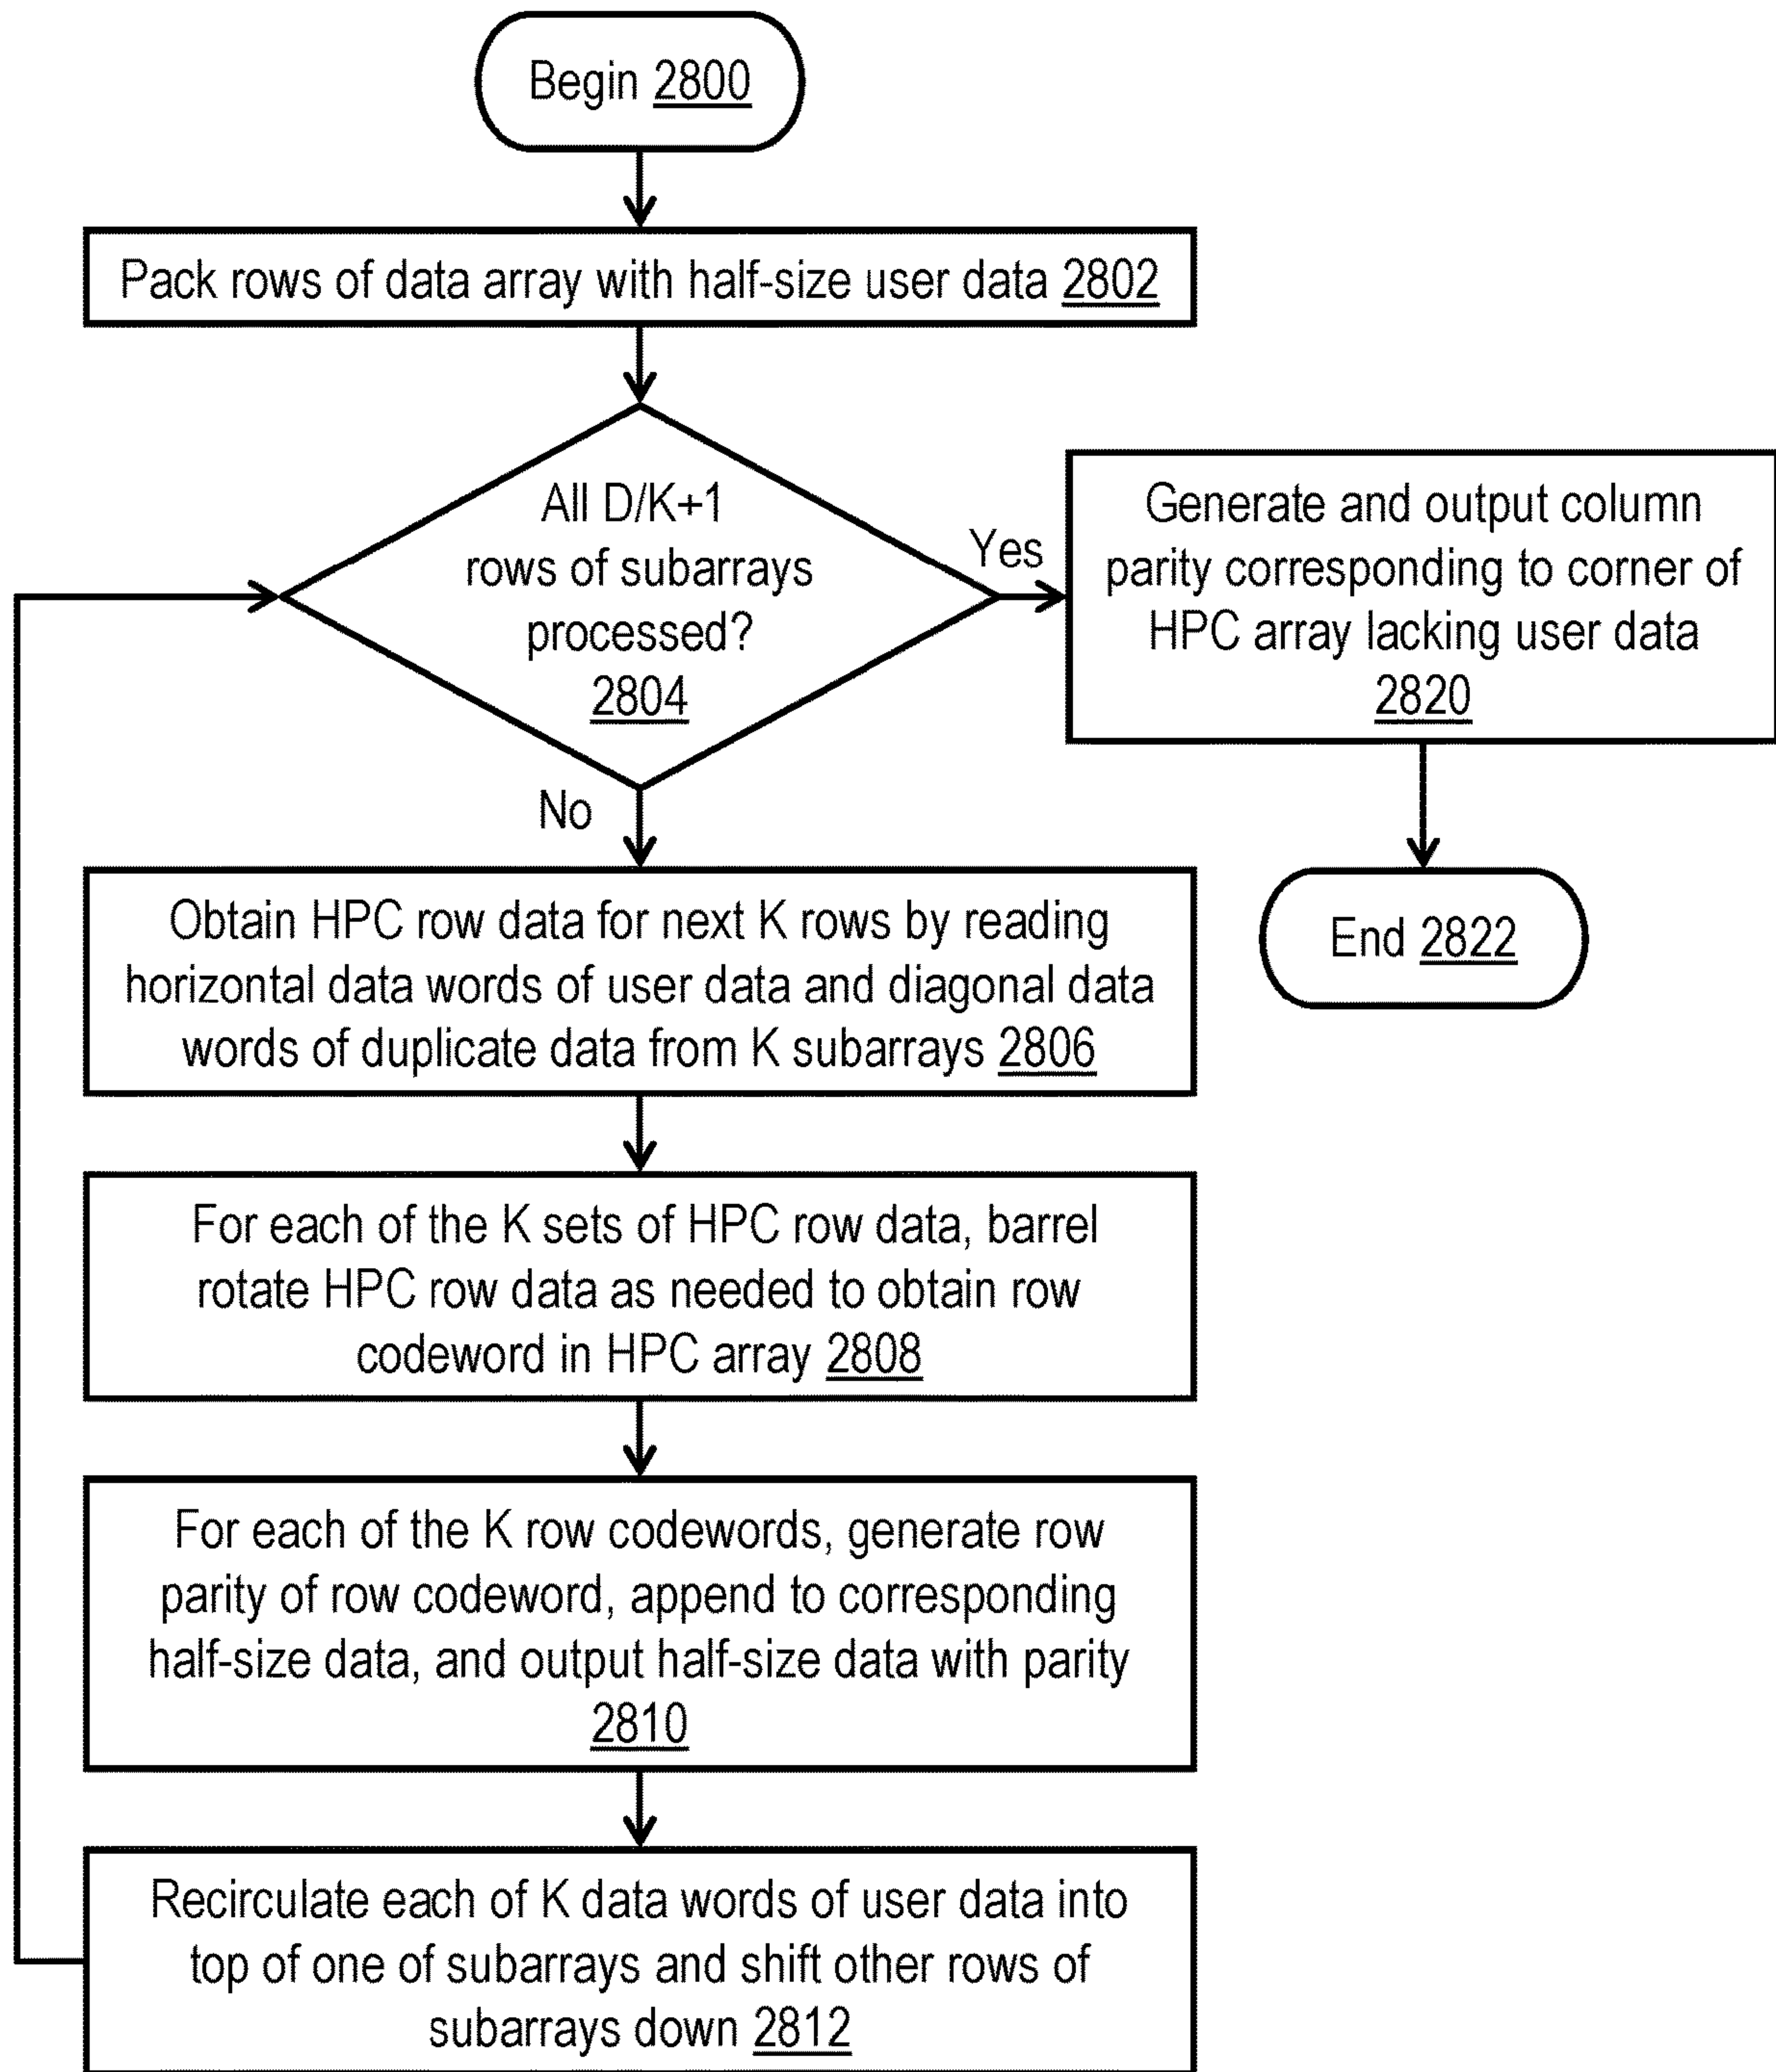 Begin 2800
Pack rows of data array with half-size user data 2802
All D/K+1
rows of subarrays
processed?
2804
Yes
No
Generate and output column
parity corresponding to corner of
HPC array lacking user data
2820
End 2822
Obtain HPC row data for next K rows by reading
horizontal data words of user data and diagonal data
words of duplicate data from K subarrays 2806
For each of the K sets of HPC row data, barrel
rotate HPC row data as needed to obtain row
codeword in HPC array 2808
For each of the K row codewords, generate row
parity of row codeword, append to corresponding
half-size data, and output half-size data with parity
2810
Recirculate each of K data words of user data into
top of one of subarrays and shift other rows of
subarrays down 2812